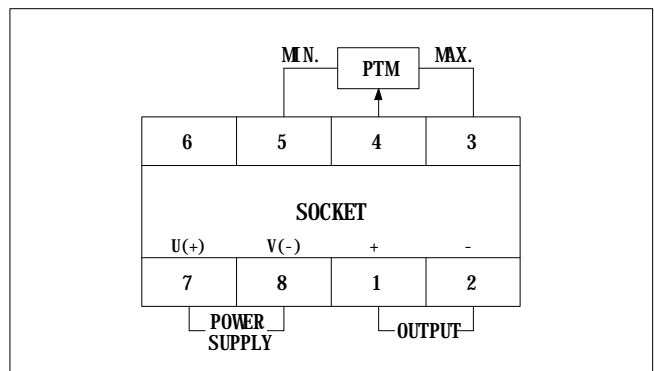 MIN. PTM MAX.
6 5 4 3
SOCKET
U(+) V(-) + -
7 8 1 2
POWER SUPPLY
OUTPUT